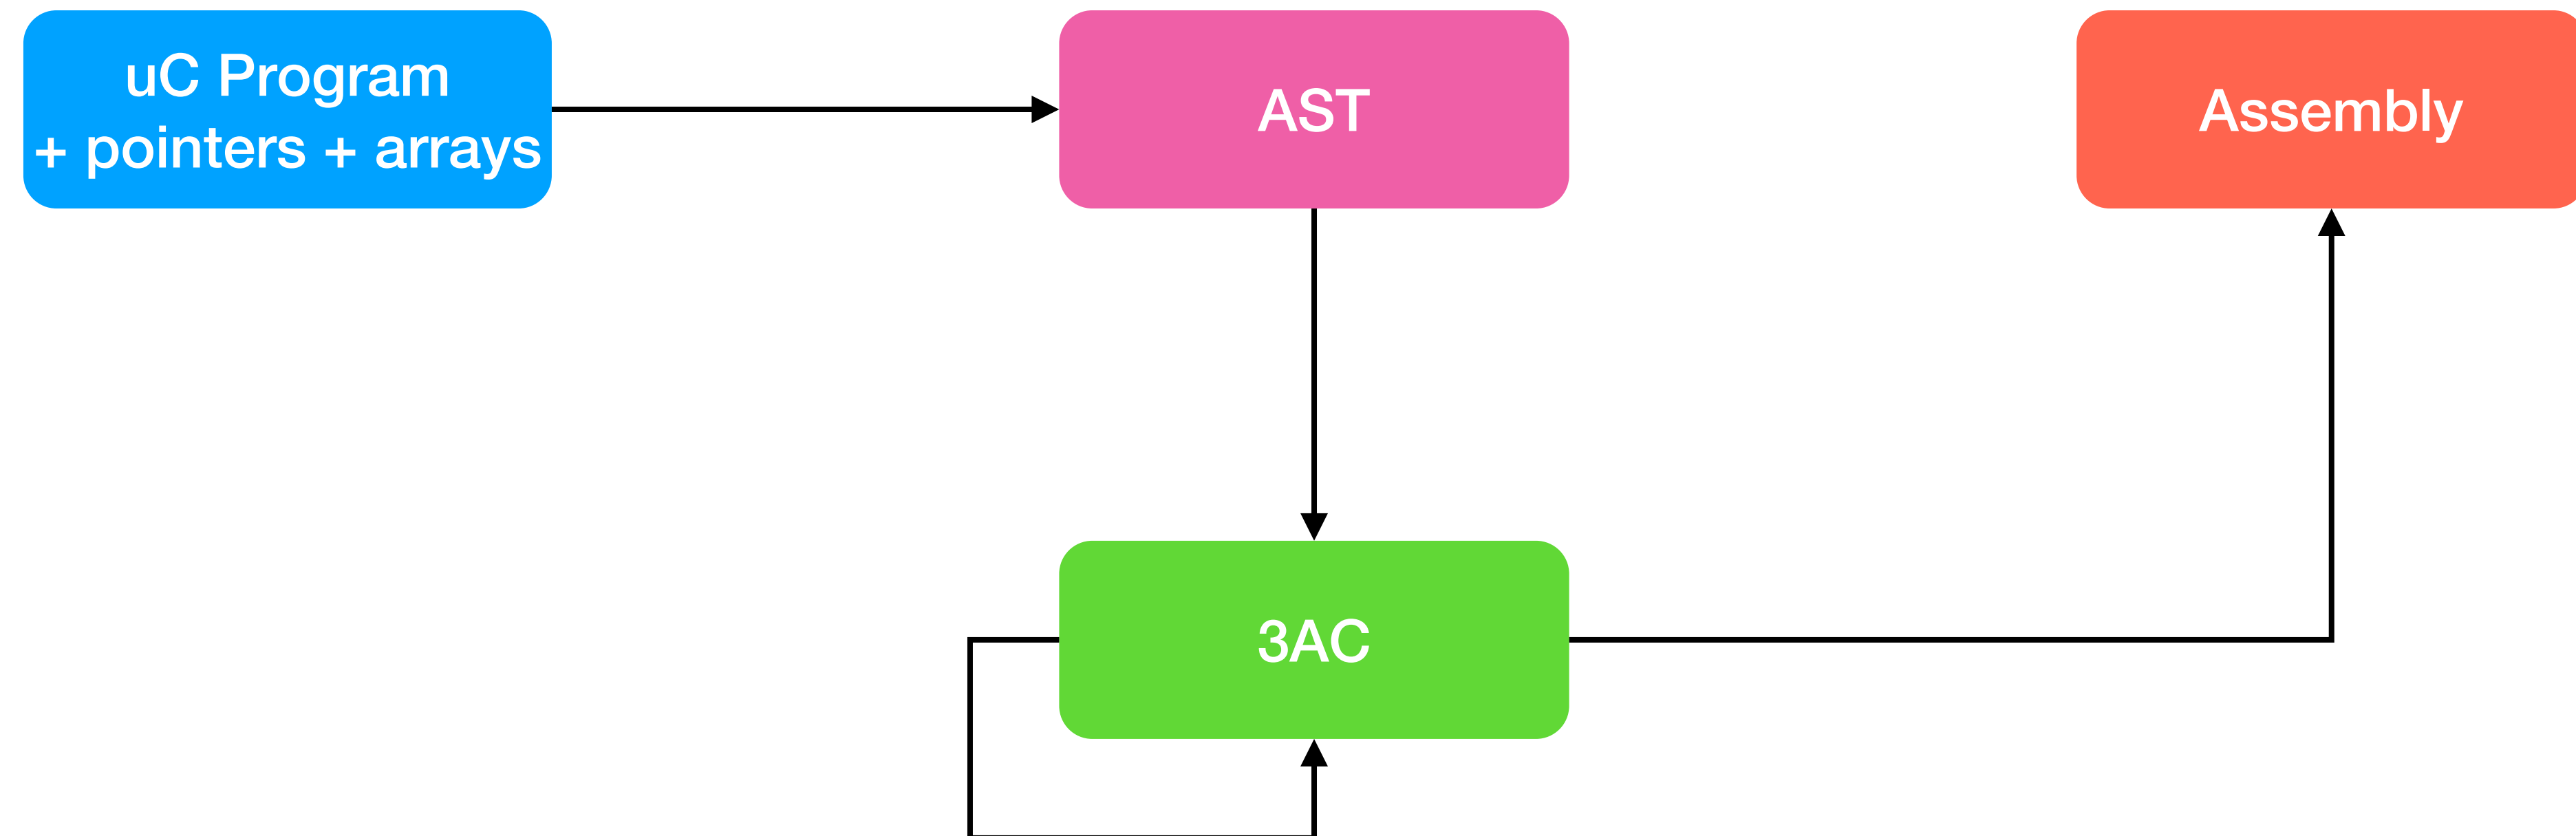 uC Program
+ pointers + arrays
AST
Assembly
3AC